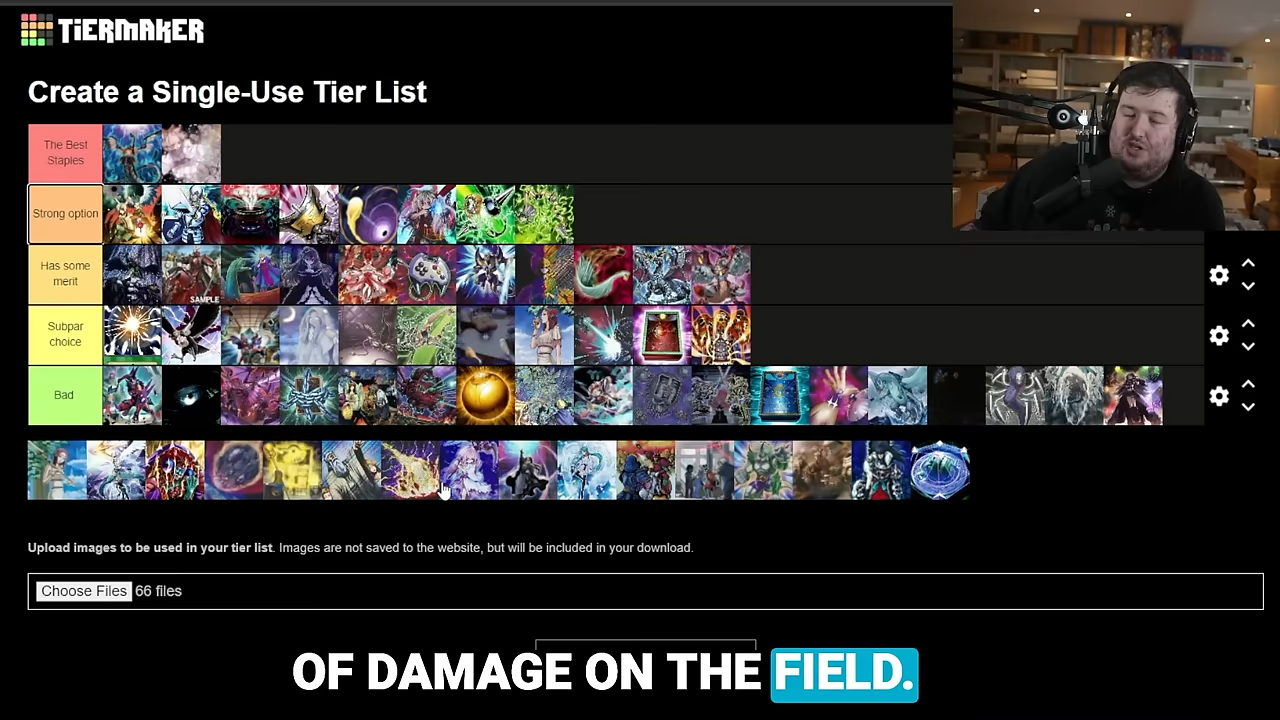 TiERMAKER
Create a Single-Use Tier List
The Best
Staples
Strong option
Has some
merit
SAMPLE
Subpar
choice
Bad
Upload images to be used in your tier list. Images are not saved to the website, but will be included in your download.
Choose Files 66 files
OF DAMAGE ON THE FIELD.